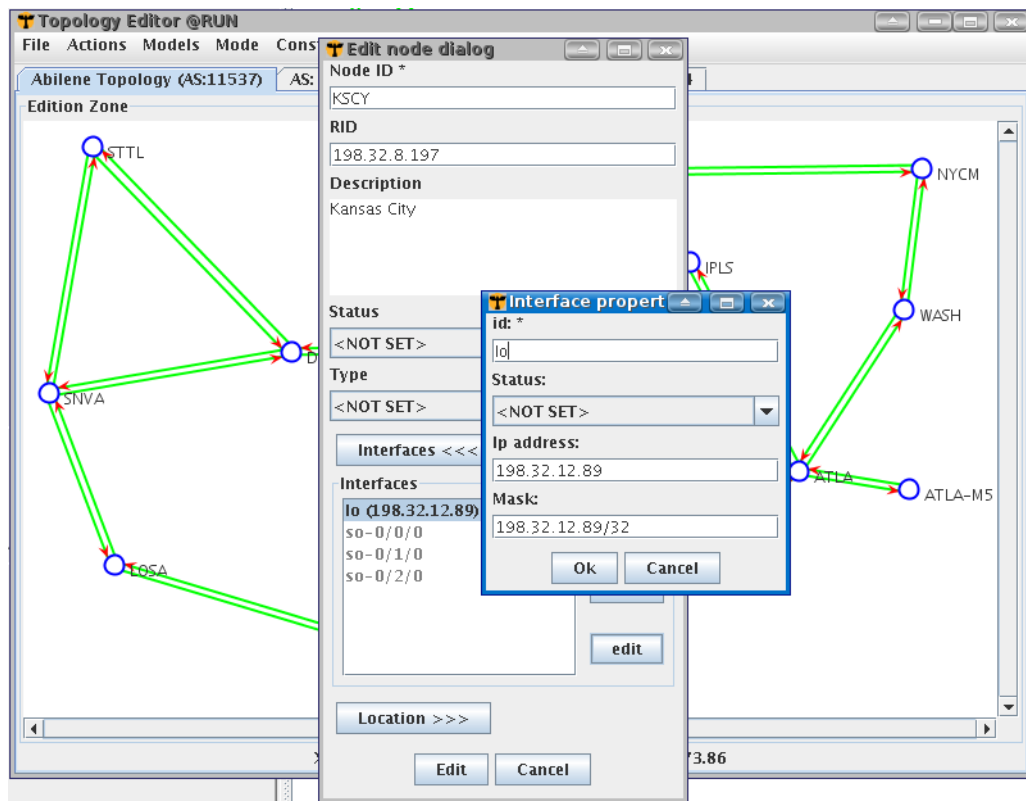 Topology Editor @RUN
File Actions Models Mode Cons
Abilene Topology (AS:11537) AS:
Edition Zone
STTL
SNVA
LOSA
D
NYCM
IPLS
WASH
ATLA
ATLA-M5
3.86
Edit node dialog
Node ID *
KSCY
RID
198.32.8.197
Description
Kansas City
Status
<NOT SET>
Type
<NOT SET>
Interfaces <<<
Interfaces
lo (198.32.12.89)
so-0/0/0
so-0/1/0
so-0/2/0
edit
Location >>>
Edit Cancel
Interface propert
id: *
lo
Status:
<NOT SET>
Ip address:
198.32.12.89
Mask:
198.32.12.89/32
Ok Cancel